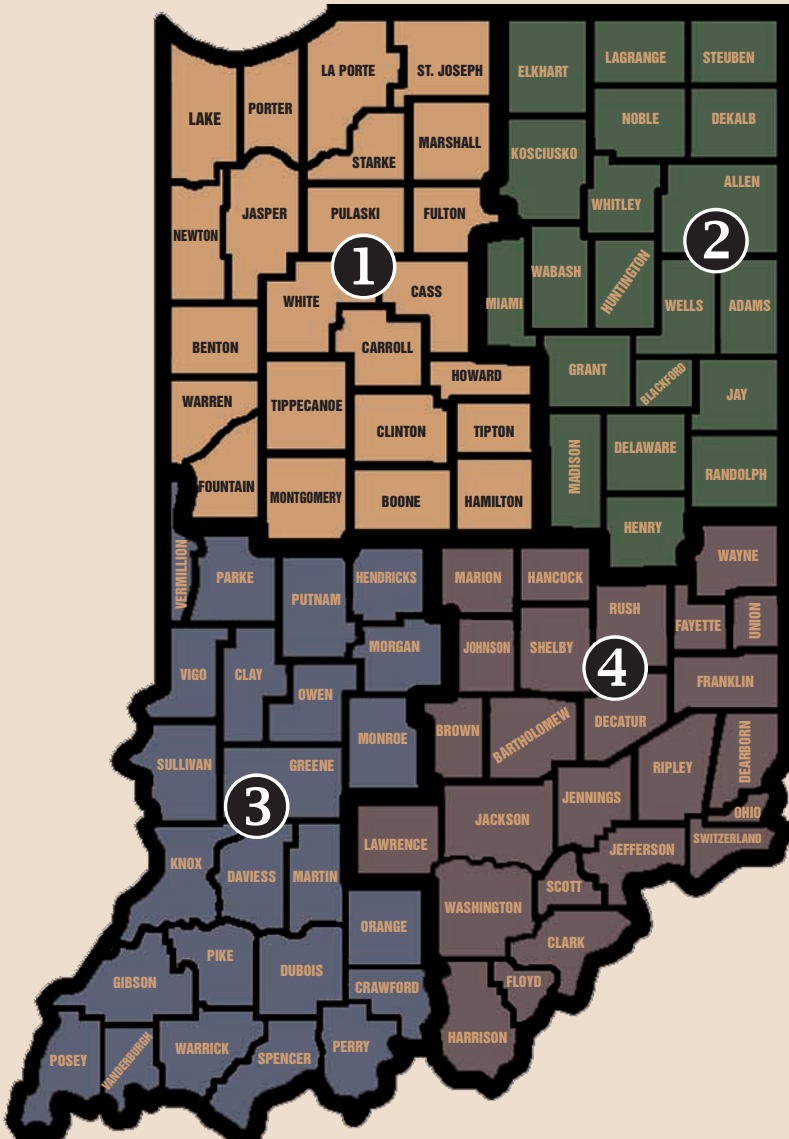 LAKE
PORTER
LA PORTE
ST. JOSEPH
STARKE
MARSHALL
NEWTON
JASPER
PULASKI
FULTON
1
WHITE
CASS
BENTON
CARROLL
HOWARD
WARREN
TIPPECANOE
CLINTON
TIPTON
FOUNTAIN
MONTGOMERY
BOONE
HAMILTON
ELKHART
LAGRANGE
STEUBEN
NOBLE
DEKALB
KOSCIUSKO
WHITLEY
ALLEN
2
MIAMI
WABASH
HUNTINGTON
WELLS
ADAMS
GRANT
BLACKFORD
JAY
MADISON
DELAWARE
RANDOLPH
HENRY
VERMILLION
PARKE
PUTNAM
HENDRICKS
MORGAN
VIGO
CLAY
OWEN
MONROE
SULLIVAN
GREENE
3
KNOX
DAVIESS
MARTIN
ORANGE
PIKE
DUBOIS
GIBSON
CRAWFORD
POSEY
VANDERBURGH
WARRICK
SPENCER
PERRY
MARION
HANCOCK
WAYNE
RUSH
FAYETTE
UNION
JOHNSON
SHELBY
4
FRANKLIN
BROWN
BARTHOLOMEW
DECATUR
RIPLEY
DEARBORN
JENNINGS
OHIO
LAWRENCE
JACKSON
JEFFERSON
SWITZERLAND
SCOTT
WASHINGTON
CLARK
FLOYD
HARRISON